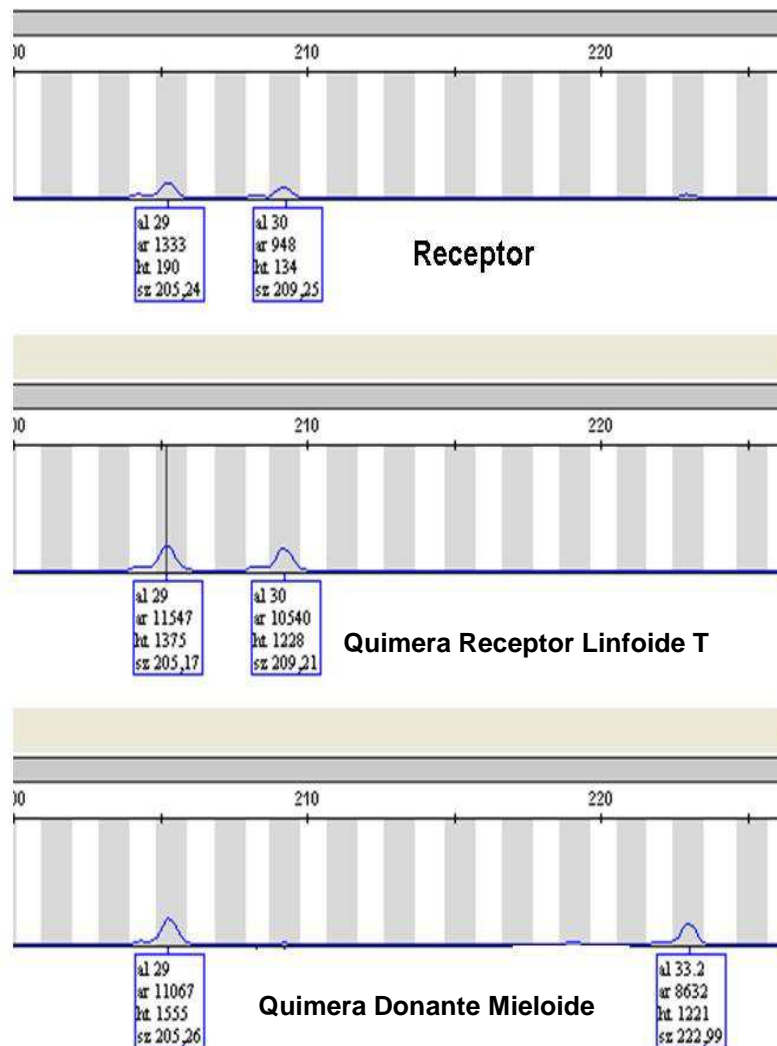 00 210 220
al 29
ar 1333
ht 190
sz 205,24
al 30
ar 948
ht 134
sz 209,25
Receptor
00 210 220
al 29
ar 11547
ht 1375
sz 205,17
al 30
ar 10540
ht 1228
sz 209,21
Quimera Receptor Linfoide T
00 210 220
al 29
ar 11067
ht 1555
sz 205,26
Quimera Donante Mieloide
al 33.2
ar 8632
ht 1221
sz 222,99